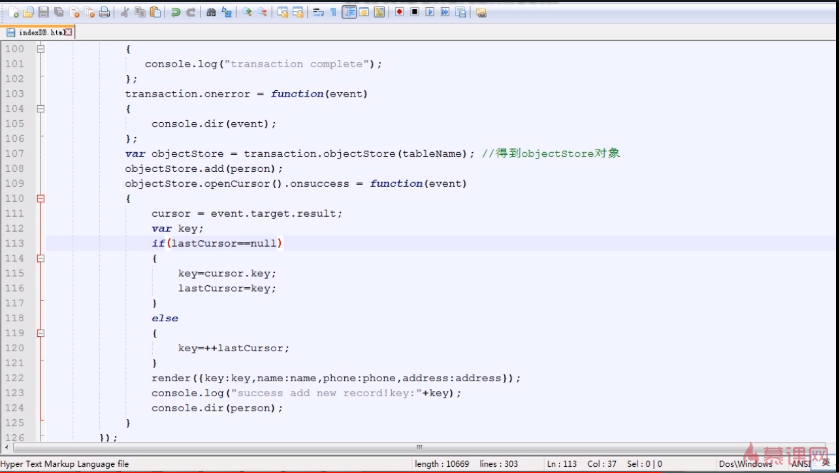 indexDB.html
100 {
101 console.log("transaction complete");
102 };
103 transaction.onerror = function(event)
104 {
105 console.dir(event);
106 };
107 var objectStore = transaction.objectStore(tableName); //得到objectStore对象
108 objectStore.add(person);
109 objectStore.openCursor().onsuccess = function(event)
110 {
111 cursor = event.target.result;
112 var key;
113 if(lastCursor==null)
114 {
115 key=cursor.key;
116 lastCursor=key;
117 }
118 else
119 {
120 key=++lastCursor;
121 }
122 render({key:key,name:name,phone:phone,address:address});
123 console.log("success add new record!key:"+key);
124 console.dir(person);
125 }
126 });
Hyper Text Markup Language file length : 10669 lines : 303 Ln : 113 Col : 37 Sel : 0 | 0 Dos\Windows ANSI
慕课网